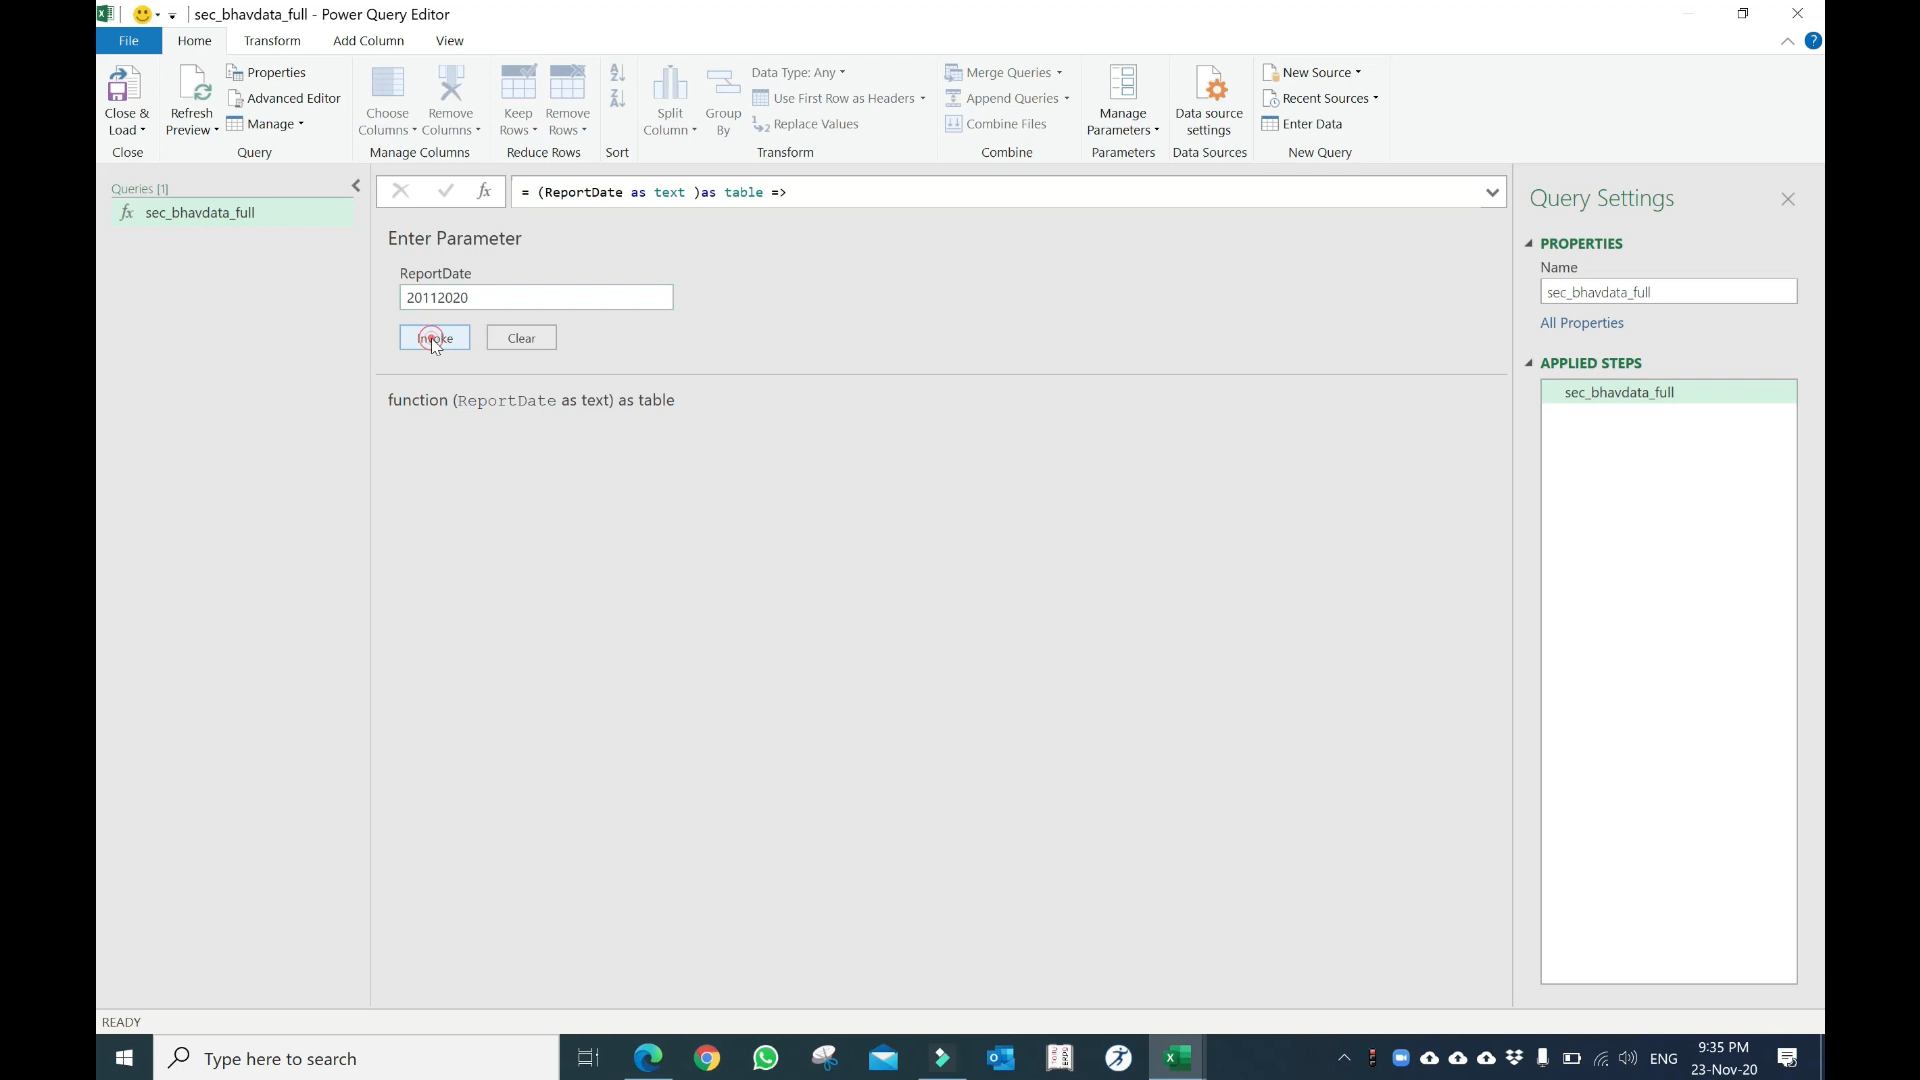 sec_bhavdata_full - Power Query Editor
File Home Transform Add Column View
Close & Load
Refresh Preview
Properties
Advanced Editor
Manage
Choose Columns
Remove Columns
Keep Rows
Remove Rows
Split Column
Group By
Data Type: Any
Use First Row as Headers
Replace Values
Merge Queries
Append Queries
Combine Files
Manage Parameters
Data source settings
New Source
Recent Sources
Enter Data
Close Query Manage Columns Reduce Rows Sort Transform Combine Parameters Data Sources New Query
Queries [1]
fx sec_bhavdata_full
fx = (ReportDate as text )as table =>
Enter Parameter
ReportDate
20112020
Invoke Clear
function (ReportDate as text) as table
Query Settings
PROPERTIES
Name
sec_bhavdata_full
All Properties
APPLIED STEPS
sec_bhavdata_full
READY
Type here to search
ENG
9:35 PM
23-Nov-20